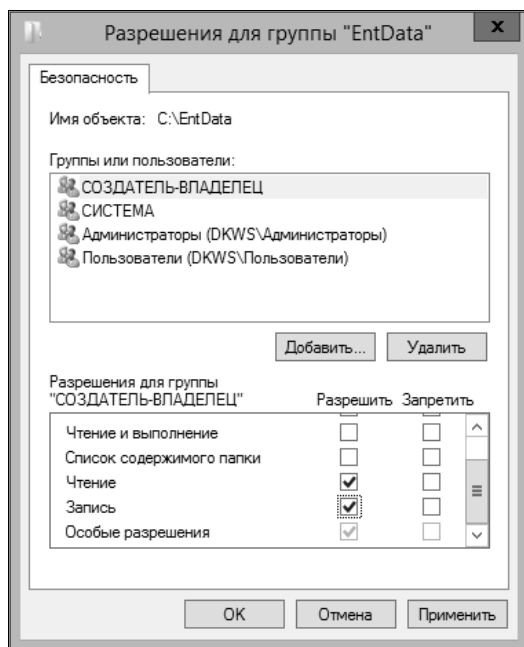 Разрешения для группы "EntData"
x
Безопасность
Имя объекта: C:\EntData
Группы или пользователи:
СОЗДАТЕЛЬ-ВЛАДЕЛЕЦ
СИСТЕМА
Администраторы (DKWS\Администраторы)
Пользователи (DKWS\Пользователи)
Добавить... Удалить
Разрешения для группы
"СОЗДАТЕЛЬ-ВЛАДЕЛЕЦ" Разрешить Запретить
Чтение и выполнение
Список содержимого папки
Чтение
Запись
Особые разрешения
OK Отмена Применить